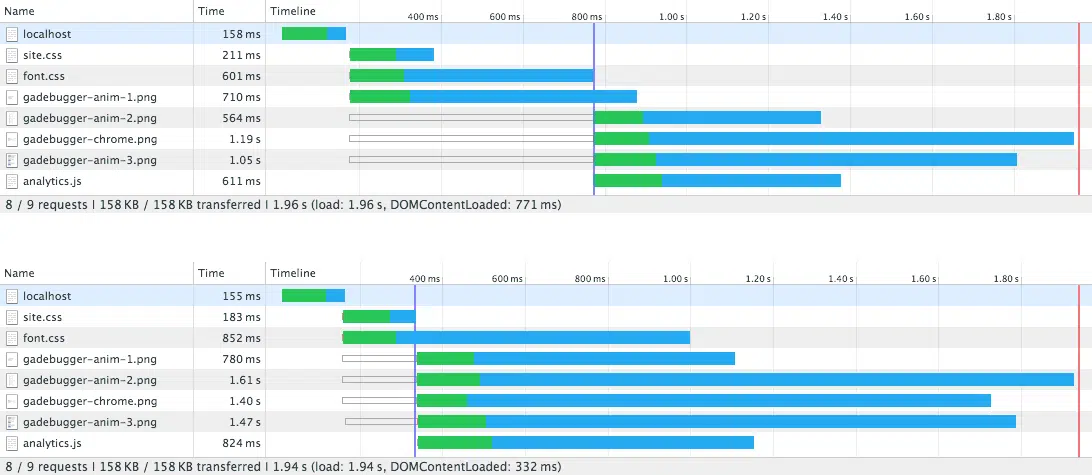 Name Time Timeline
400 ms 600 ms 800 ms 1.00 s 1.20 s 1.40 s 1.60 s 1.80 s
localhost 158 ms
site.css 211 ms
font.css 601 ms
gadebugger-anim-1.png 710 ms
gadebugger-anim-2.png 564 ms
gadebugger-chrome.png 1.19 s
gadebugger-anim-3.png 1.05 s
analytics.js 611 ms
8 / 9 requests | 158 KB / 158 KB transferred | 1.96 s (load: 1.96 s, DOMContentLoaded: 771 ms)
Name Time Timeline
400 ms 600 ms 800 ms 1.00 s 1.20 s 1.40 s 1.60 s 1.80 s
localhost 155 ms
site.css 183 ms
font.css 852 ms
gadebugger-anim-1.png 780 ms
gadebugger-anim-2.png 1.61 s
gadebugger-chrome.png 1.40 s
gadebugger-anim-3.png 1.47 s
analytics.js 824 ms
8 / 9 requests | 158 KB / 158 KB transferred | 1.94 s (load: 1.94 s, DOMContentLoaded: 332 ms)